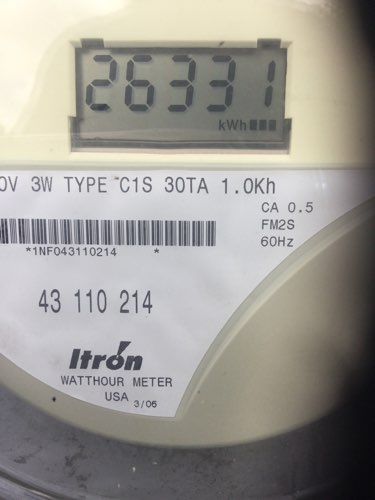 26331
kWh
0V 3W TYPE C1S 30TA 1.0Kh
CA 0.5
FM2S
60Hz
*1NF043110214 *
43 110 214
Itron
WATTHOUR METER
USA 3/06